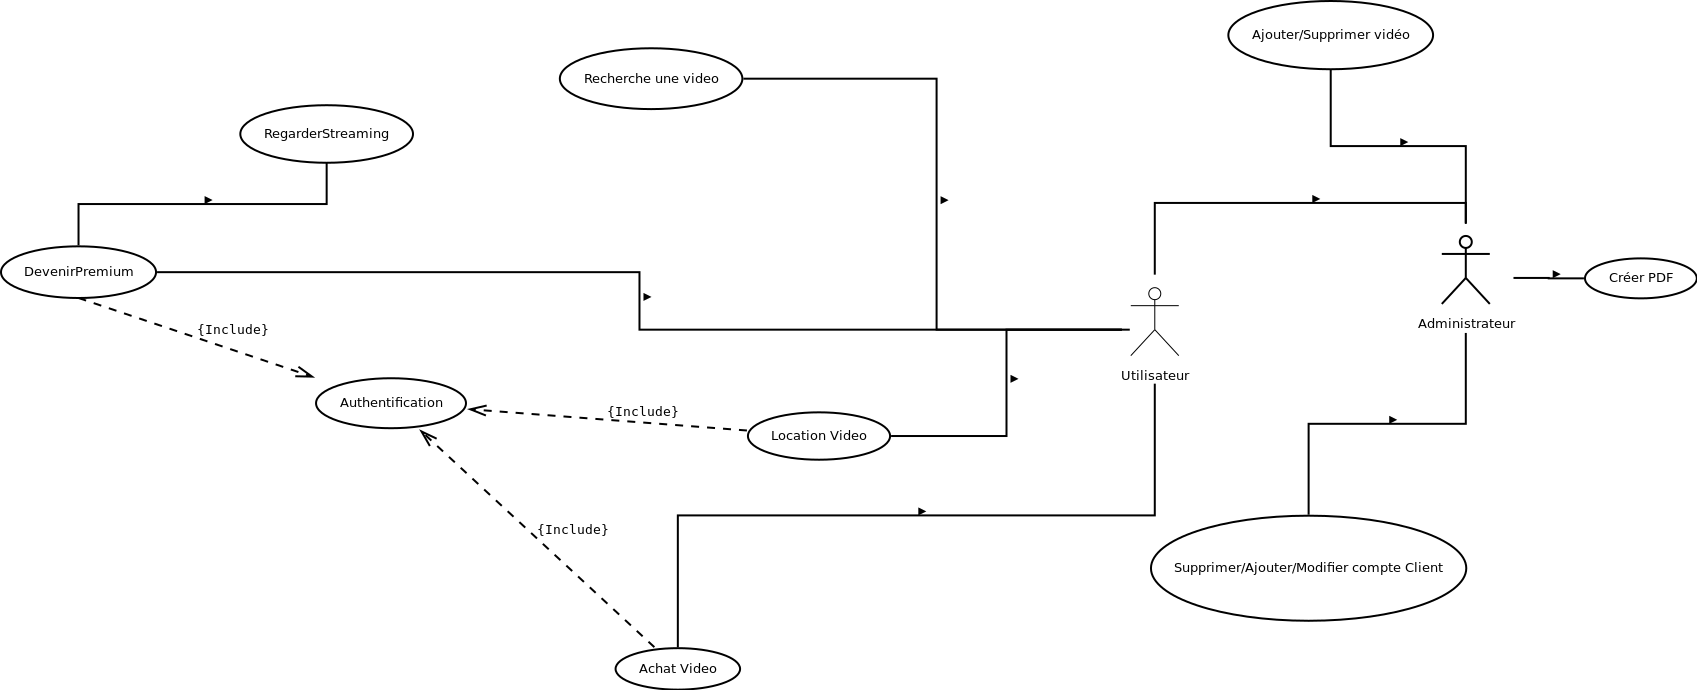 Ajouter/Supprimer vidéo
Recherche une video
RegarderStreaming
DevenirPremium
Créer PDF
Administrateur
{Include}
Utilisateur
Authentification
{Include}
Location Video
{Include}
Supprimer/Ajouter/Modifier compte Client
Achat Video